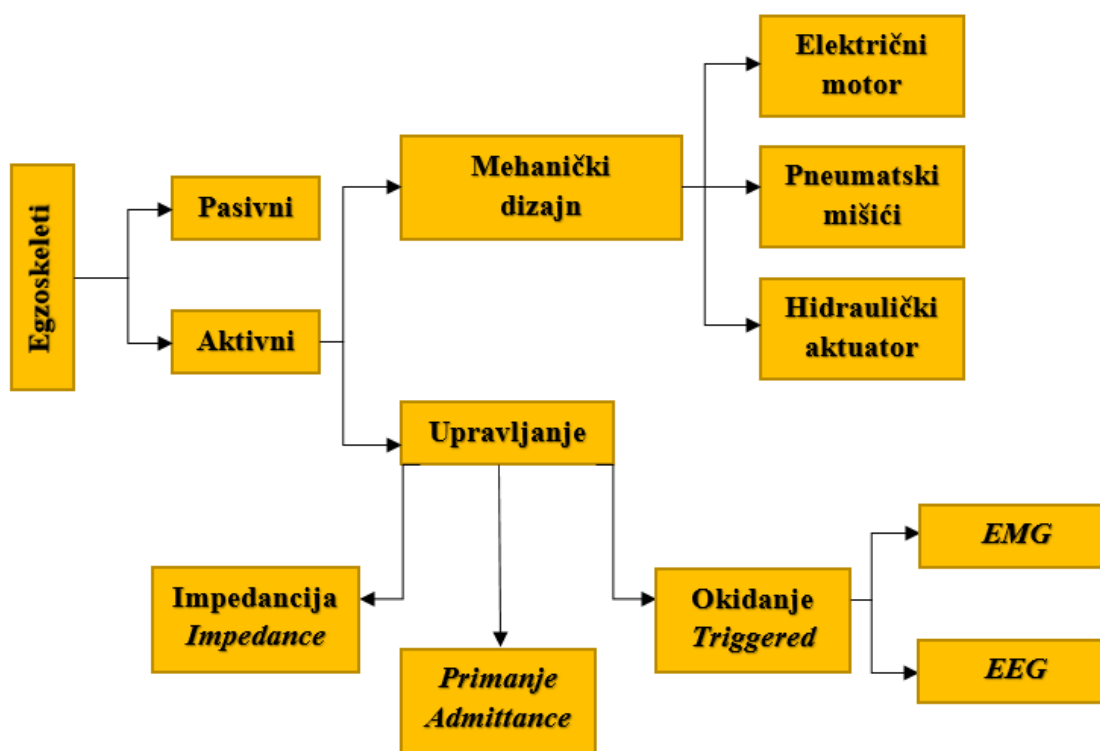 Egzoskeleti
Pasivni
Aktivni
Mehanički
dizajn
Električni
motor
Pneumatski
mišići
Hidraulički
aktuator
Upravljanje
Impedancija
Impedance
Primanje
Admittance
Okidanje
Triggered
EMG
EEG